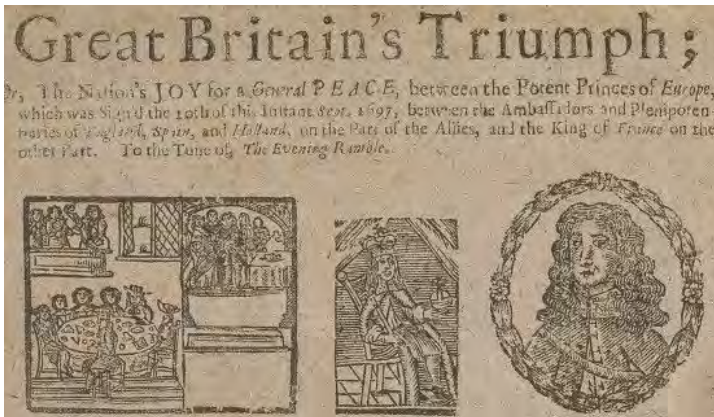 Great Britain's Triumph;
Or, The Nation's JOY for a General PEACE, between the Potent Princes of Europe,
which was Sign'd the 10th of this Instant Sept. 1697, between the Ambaſſadors and Plenipoten-
tiaries of England, Spain, and Holland, on the Part of the Allies, and the King of France on the
other Part. To the Tune of, The Evening Ramble.